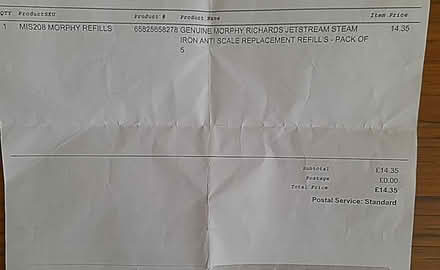 QTY ProductSKU Product # Product Name Item Price
1 MIS208 MORPHY REFILLS 65825658278 GENUINE MORPHY RICHARDS JETSTREAM STEAM 14.35
IRON ANTI SCALE REPLACEMENT REFILL'S - PACK OF
5
Subtotal £14.35
Postage £0.00
Total Price £14.35
Postal Service: Standard